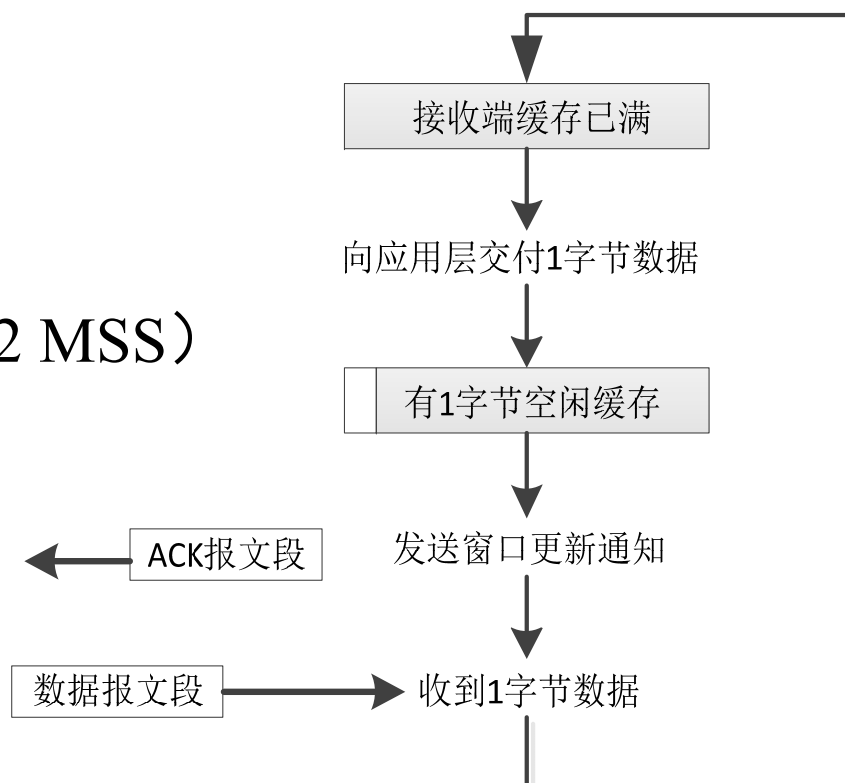 接收端缓存已满
向应用层交付1字节数据
2 MSS）
有1字节空闲缓存
ACK报文段
发送窗口更新通知
数据报文段
收到1字节数据